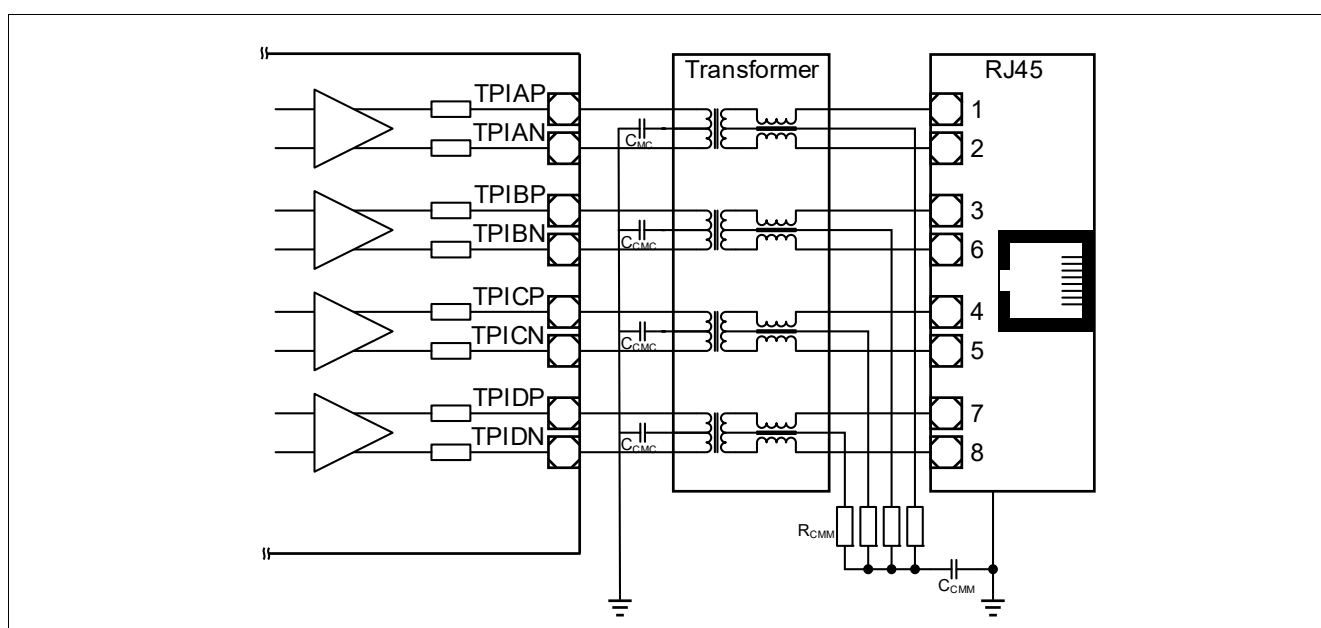 Transformer
RJ45
TPIAP
1
TPIAN
CMC
2
TPIBP
3
TPIBN
CCMC
6
TPICP
4
TPICN
CCMC
5
TPIDP
7
TPIDN
CCMC
8
RCMM
CCMM